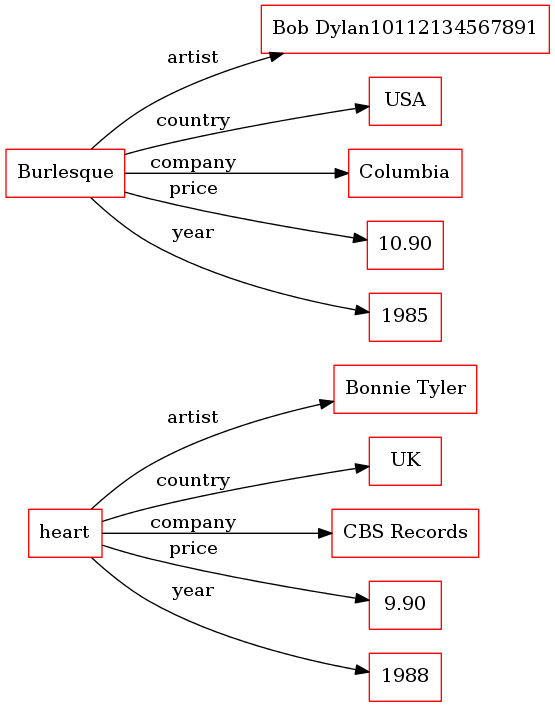 Bob Dylan10112134567891
artist
USA
country
Burlesque
company
Columbia
price
10.90
year
1985
Bonnie Tyler
artist
UK
country
heart
company
CBS Records
price
9.90
year
1988